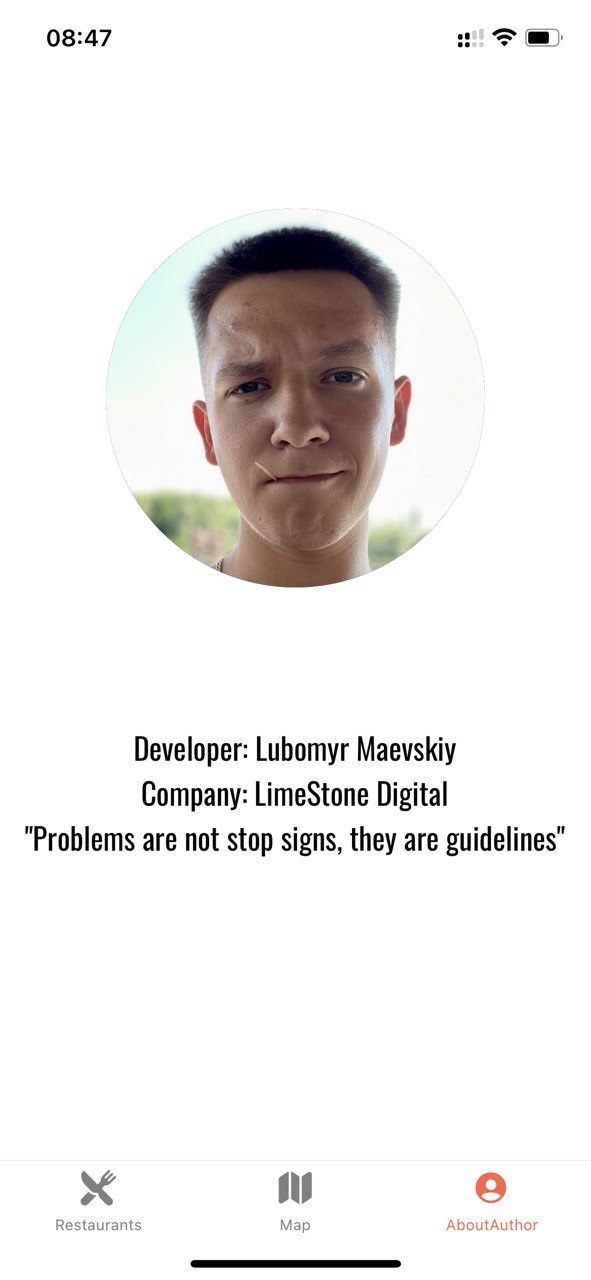 08:47
Developer: Lubomyr Maevskiy
Company: LimeStone Digital
"Problems are not stop signs, they are guidelines"
Restaurants
Map
AboutAuthor